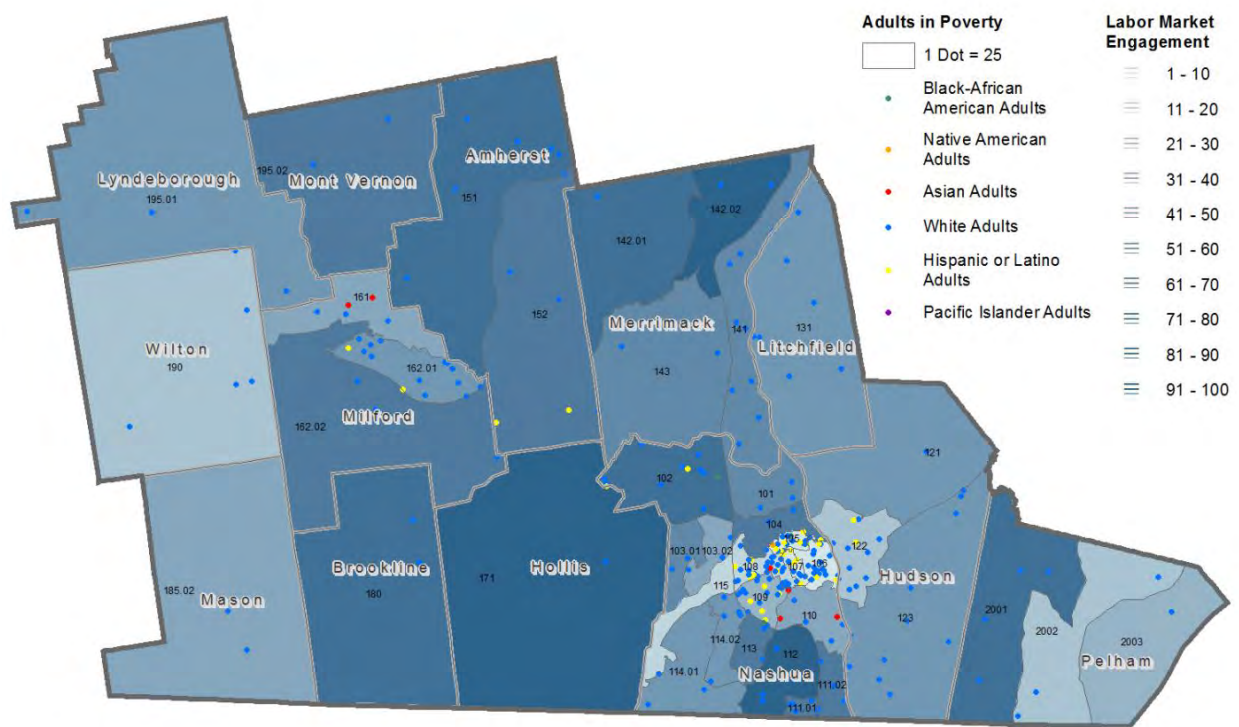 Adults in Poverty
1 Dot = 25
Black-African
American Adults
Native American
Adults
Asian Adults
White Adults
Hispanic or Latino
Adults
Pacific Islander Adults
Labor Market
Engagement
1 - 10
11 - 20
21 - 30
31 - 40
41 - 50
51 - 60
61 - 70
71 - 80
81 - 90
91 - 100
Lyndeborough
195.01
195.02
Mont Vernon
Amherst
151
152
142.02
142.01
Merrimack
143
141
131
Litchfield
161
Wilton
190
162.01
Milford
162.02
121
102
101
104
105
103.01
103.02
108
107
106
122
115
109
110
Hudson
123
Hollis
171
Brookline
180
185.02
Mason
114.02
113
112
114.01
Nashua
111.02
111.01
2001
2002
2003
Pelham